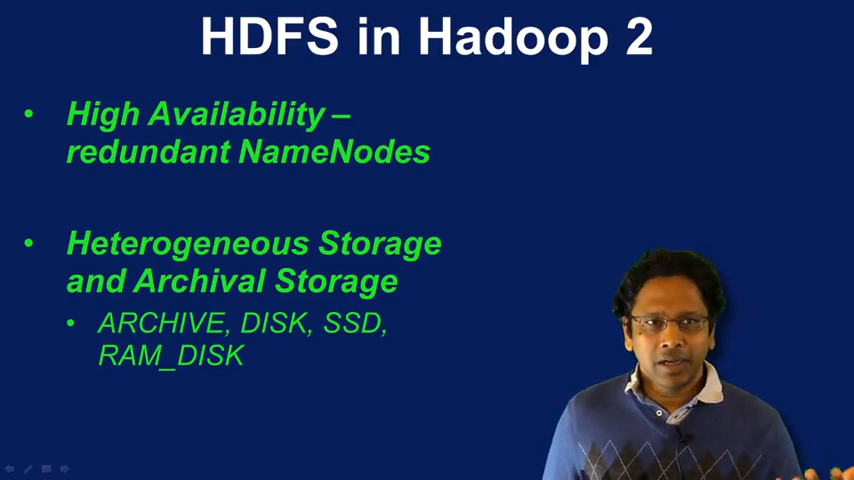 HDFS in Hadoop 2
• High Availability –
redundant NameNodes
• Heterogeneous Storage
and Archival Storage
• ARCHIVE, DISK, SSD,
RAM_DISK